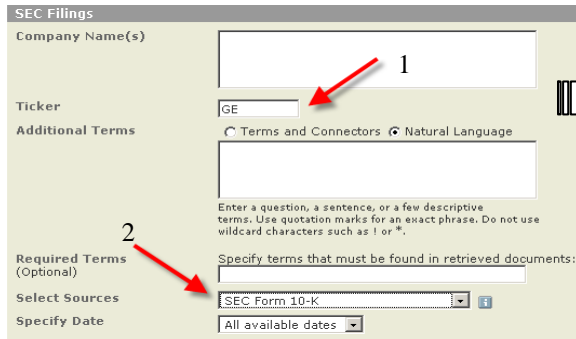 SEC Filings
Company Name(s)
1
Ticker
GE
Additional Terms
Terms and Connectors Natural Language
Enter a question, a sentence, or a few descriptive
terms. Use quotation marks for an exact phrase. Do not use
wildcard characters such as ! or *.
2
Required Terms Specify terms that must be found in retrieved documents:
(Optional)
Select Sources SEC Form 10-K
Specify Date All available dates